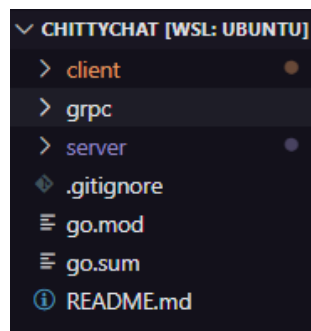 CHITTYCHAT [WSL: UBUNTU]
client
grpc
server
.gitignore
go.mod
go.sum
README.md